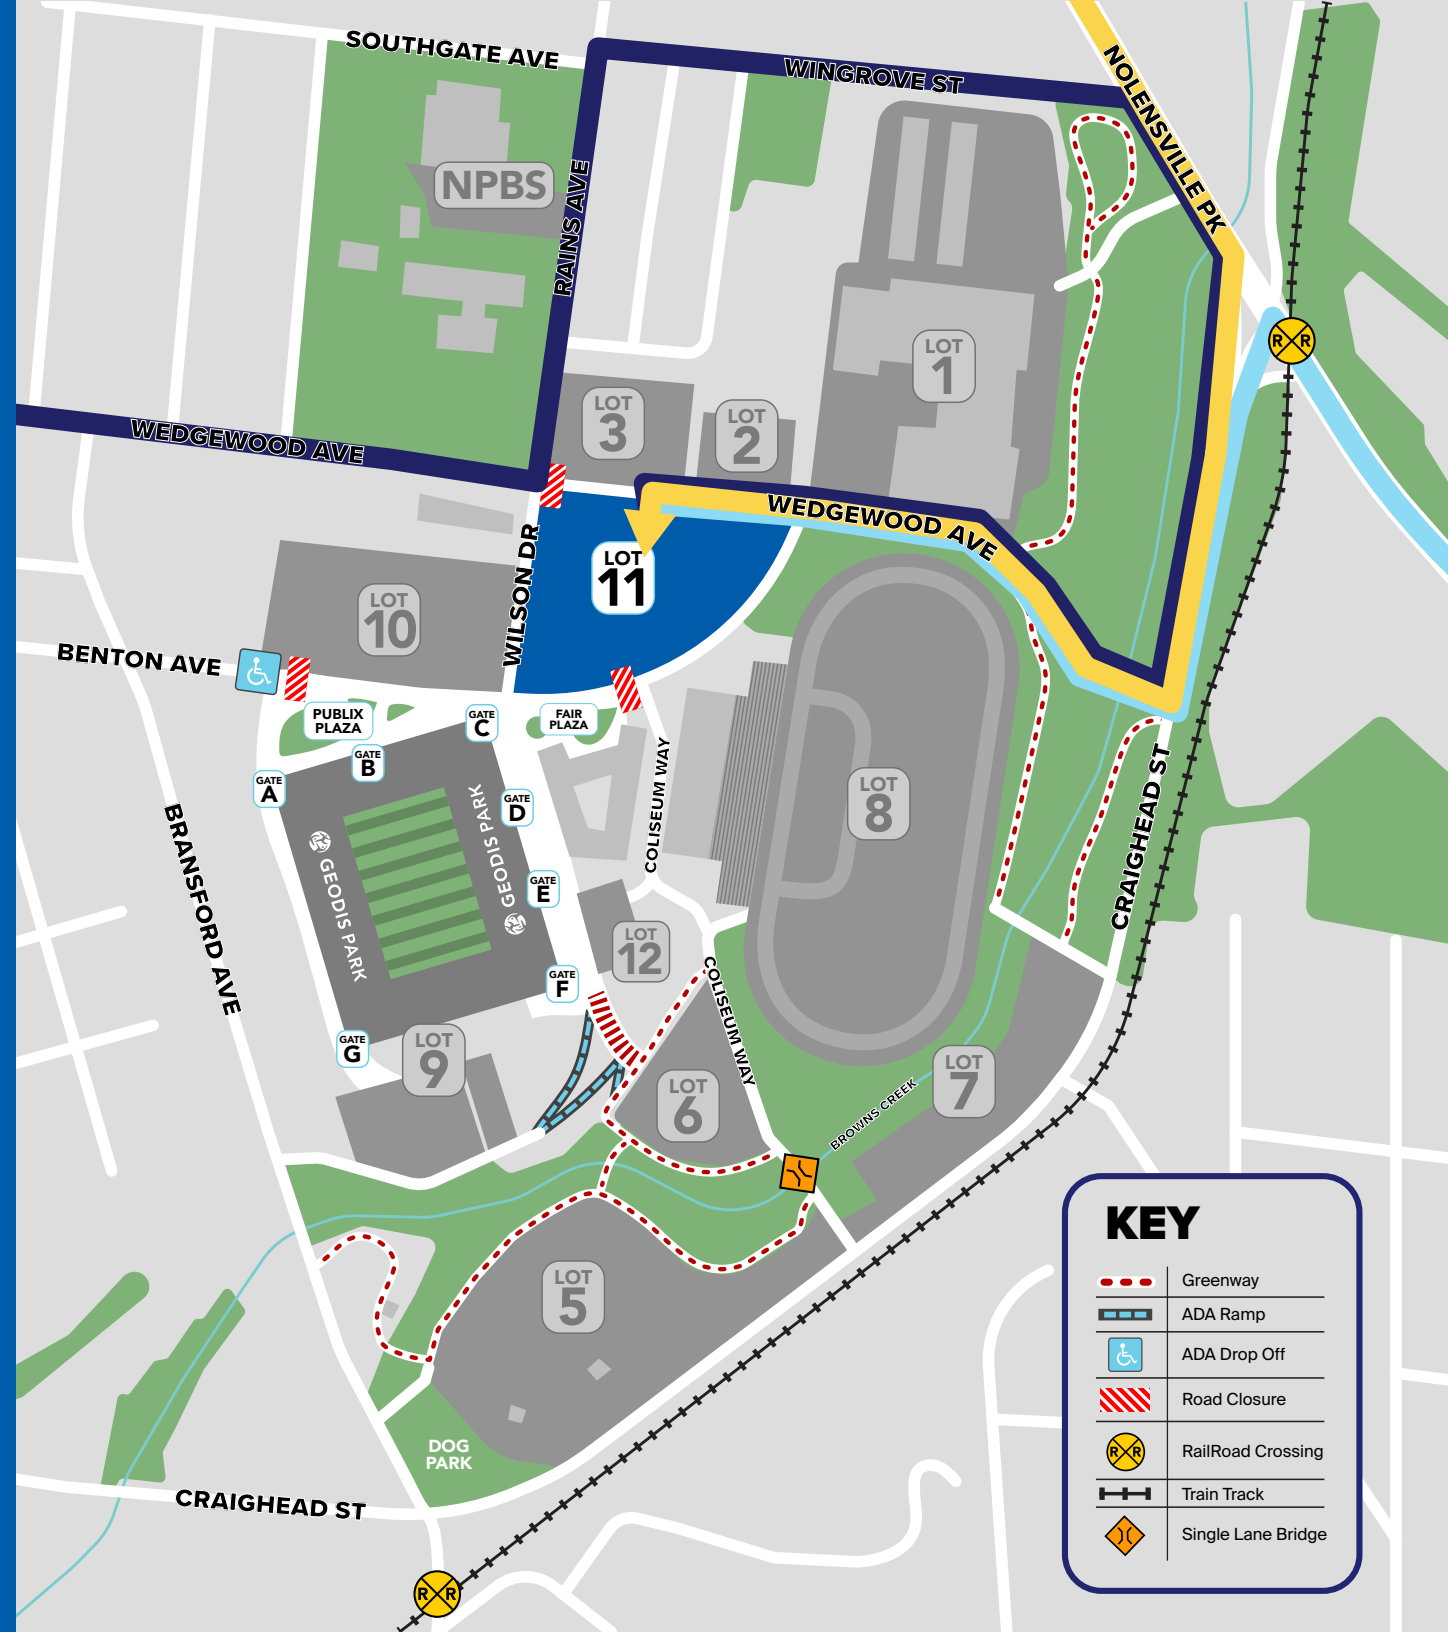 SOUTHGATE AVE
WINGROVE ST
NOLENSVILLE PK
NPBS
RAINS AVE
LOT
1
R R
LOT
3
LOT
2
WEDGEWOOD AVE
WEDGEWOOD AVE
LOT
11
WILSON DR
LOT
10
BENTON AVE
PUBLIX
PLAZA
GATE
C
FAIR
PLAZA
GATE
B
GATE
A
GATE
D
COLISEUM WAY
LOT
8
CRAIGHEAD ST
BRANSFORD AVE
GEODIS PARK
GEODIS PARK
GATE
E
LOT
12
GATE
F
COLISEUM WAY
GATE
G
LOT
9
LOT
6
LOT
7
BROWNS CREEK
LOT
5
DOG
PARK
CRAIGHEAD ST
R R
KEY
Greenway
ADA Ramp
ADA Drop Off
Road Closure
R R
RailRoad Crossing
Train Track
Single Lane Bridge